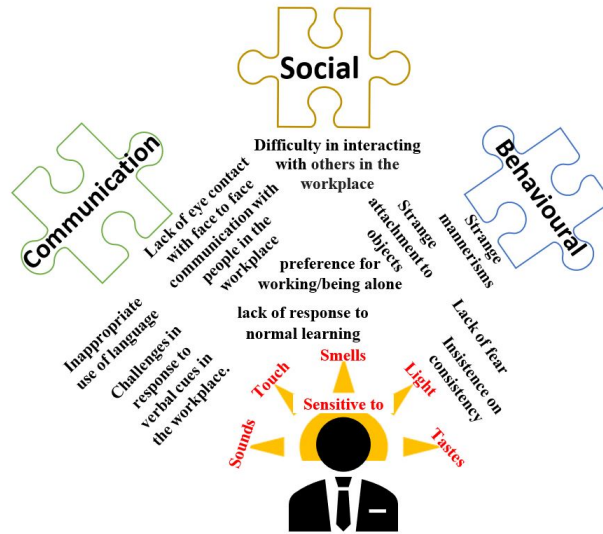 Social
Communication
Behavioural
Difficulty in interacting
with others in the
workplace
Lack of eye contact
with face to face
communication with
people in the
workplace
Strange
attachment to
objects
Strange
mannerisms
preference for
working/being alone
lack of response to
normal learning
Inappropriate
use of language
Challenges in
response to
verbal cues in
the workplace.
Lack of fear
Insistence on
consistency
Sensitive to
Sounds
Touch
Smells
Light
Tastes